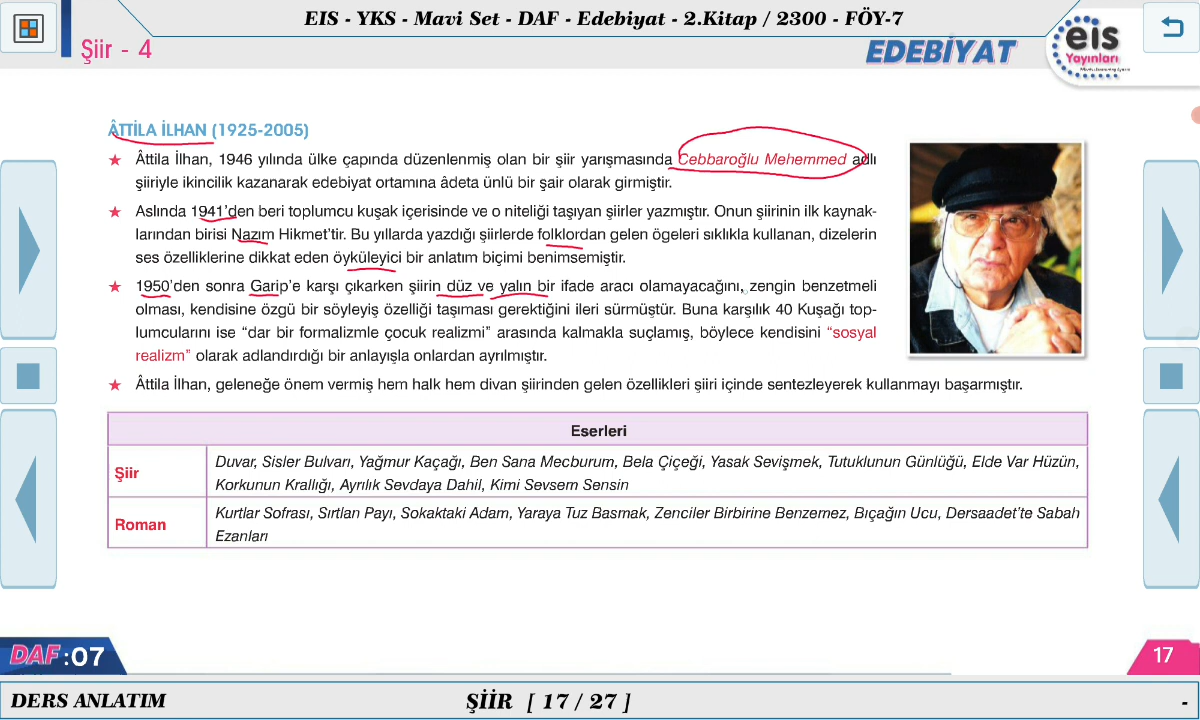 EIS - YKS - Mavi Set - DAF - Edebiyat - 2.Kitap / 2300 - FÖY-7
Şiir - 4
EDEBİYAT
eis
Yayınları
ÂTTİLA İLHAN (1925-2005)
★ Âttila İlhan, 1946 yılında ülke çapında düzenlenmiş olan bir şiir yarışmasında Cebbaroğlu Mehemmed adlı
şiiriyle ikincilik kazanarak edebiyat ortamına âdeta ünlü bir şair olarak girmiştir.
★ Aslında 1941’den beri toplumcu kuşak içerisinde ve o niteliği taşıyan şiirler yazmıştır. Onun şiirinin ilk kaynak-
larından birisi Nazım Hikmet’tir. Bu yıllarda yazdığı şiirlerde folklordan gelen ögeleri sıklıkla kullanan, dizelerin
ses özelliklerine dikkat eden öyküleyici bir anlatım biçimi benimsemiştir.
★ 1950’den sonra Garip’e karşı çıkarken şiirin düz ve yalın bir ifade aracı olamayacağını, zengin benzetmeli
olması, kendisine özgü bir söyleyiş özelliği taşıması gerektiğini ileri sürmüştür. Buna karşılık 40 Kuşağı top-
lumcularını ise “dar bir formalizmle çocuk realizmi” arasında kalmakla suçlamış, böylece kendisini “sosyal
realizm” olarak adlandırdığı bir anlayışla onlardan ayrılmıştır.
★ Âttila İlhan, geleneğe önem vermiş hem halk hem divan şiirinden gelen özellikleri şiiri içinde sentezleyerek kullanmayı başarmıştır.
Eserleri
Şiir
Duvar, Sisler Bulvarı, Yağmur Kaçağı, Ben Sana Mecburum, Bela Çiçeği, Yasak Sevişmek, Tutuklunun Günlüğü, Elde Var Hüzün,
Korkunun Krallığı, Ayrılık Sevdaya Dahil, Kimi Sevsem Sensin
Roman
Kurtlar Sofrası, Sırtlan Payı, Sokaktaki Adam, Yaraya Tuz Basmak, Zenciler Birbirine Benzemez, Bıçağın Ucu, Dersaadet’te Sabah
Ezanları
DAF :07
17
DERS ANLATIM
ŞİİR [ 17 / 27 ]
-